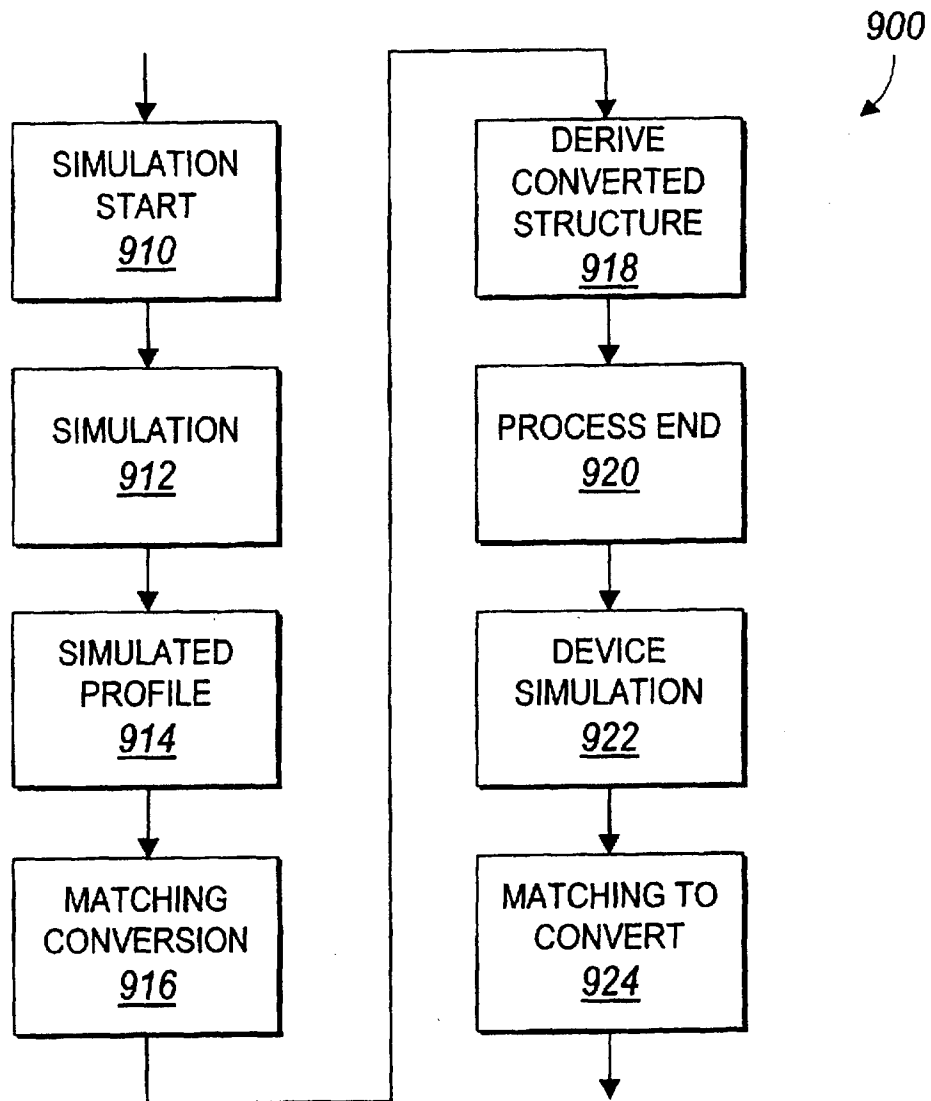 900
SIMULATION
START
910
SIMULATION
912
SIMULATED
PROFILE
914
MATCHING
CONVERSION
916
DERIVE
CONVERTED
STRUCTURE
918
PROCESS END
920
DEVICE
SIMULATION
922
MATCHING TO
CONVERT
924